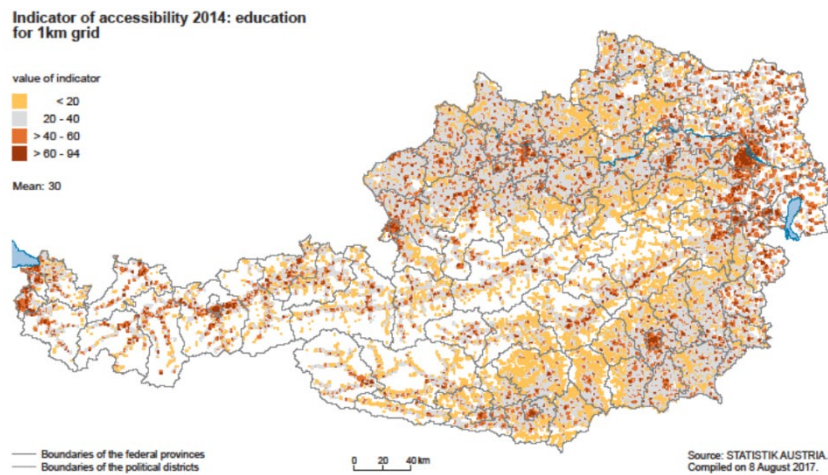 Indicator of accessibility 2014: education
for 1km grid
value of indicator
< 20
20 - 40
> 40 - 60
> 60 - 94
Mean: 30
Boundaries of the federal provinces
Boundaries of the political districts
0 20 40 km
Source: STATISTIK AUSTRIA.
Compiled on 8 August 2017.